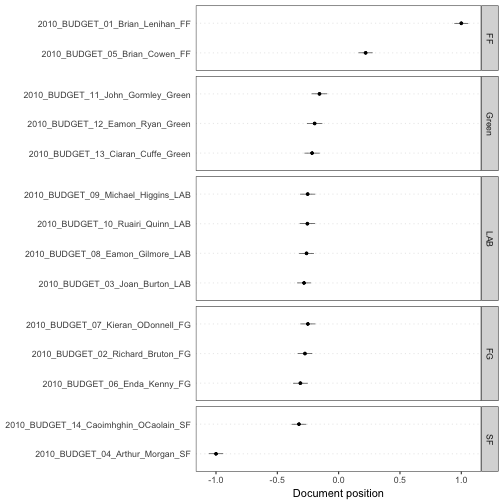 2010_BUDGET_01_Brian_Lenihan_FF
2010_BUDGET_05_Brian_Cowen_FF
FF
2010_BUDGET_11_John_Gormley_Green
2010_BUDGET_12_Eamon_Ryan_Green
2010_BUDGET_13_Ciaran_Cuffe_Green
Green
2010_BUDGET_09_Michael_Higgins_LAB
2010_BUDGET_10_Ruairi_Quinn_LAB
2010_BUDGET_08_Eamon_Gilmore_LAB
2010_BUDGET_03_Joan_Burton_LAB
LAB
2010_BUDGET_07_Kieran_ODonnell_FG
2010_BUDGET_02_Richard_Bruton_FG
2010_BUDGET_06_Enda_Kenny_FG
FG
2010_BUDGET_14_Caoimhghin_OCaolain_SF
2010_BUDGET_04_Arthur_Morgan_SF
SF
-1.0 -0.5 0.0 0.5 1.0
Document position